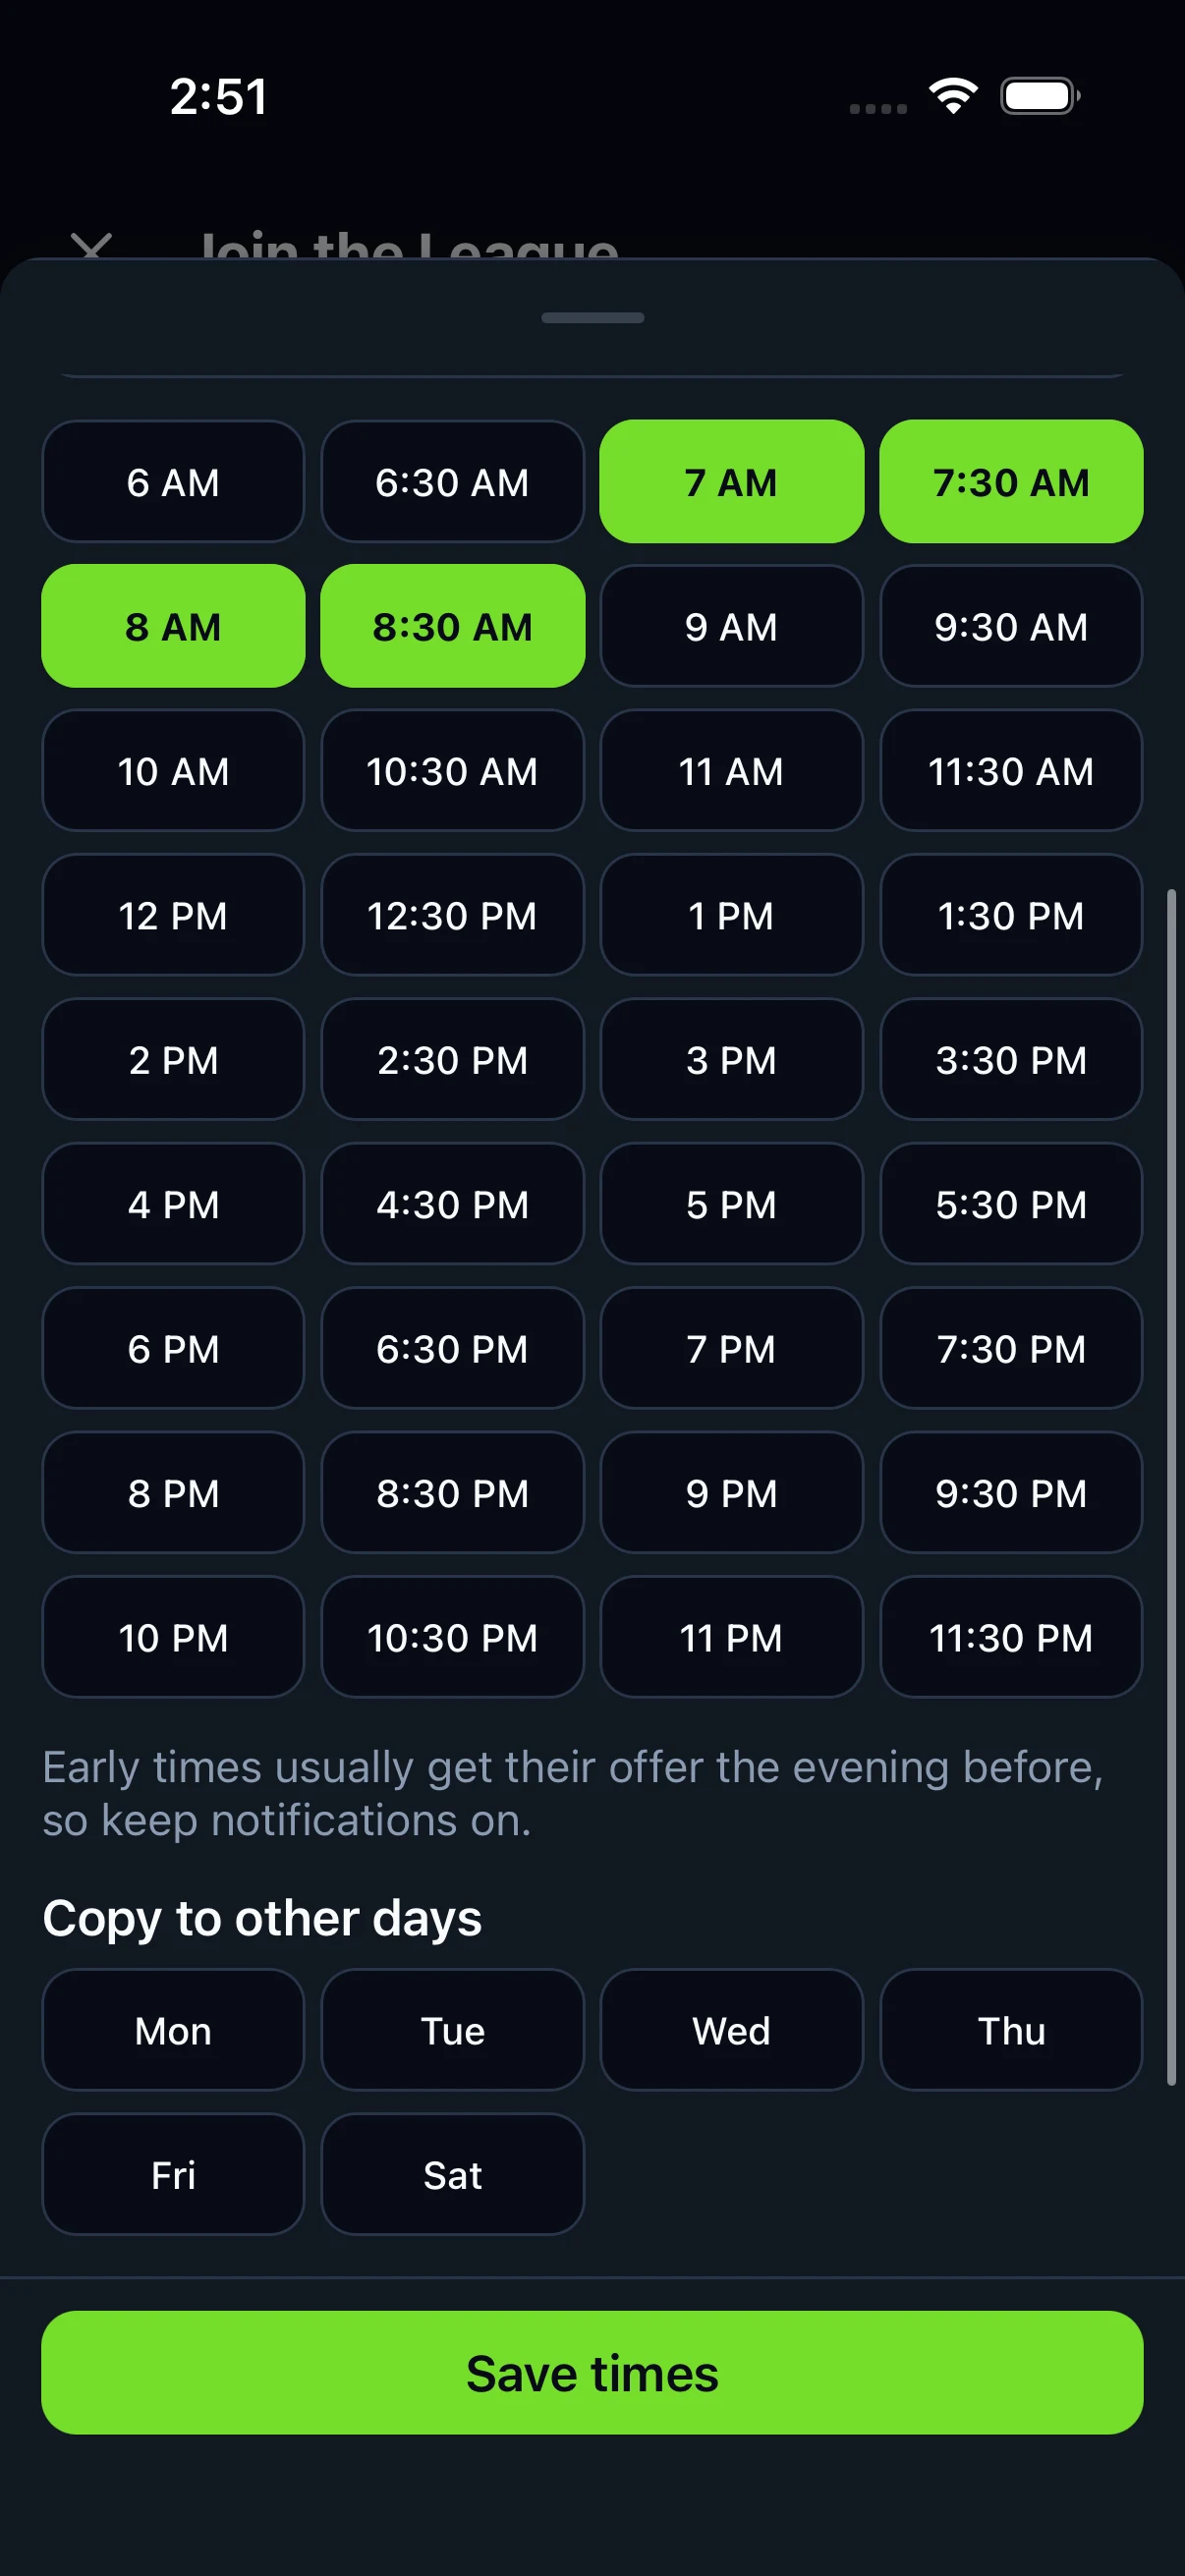 2:51
Join the League
6 AM
6:30 AM
7 AM
7:30 AM
8 AM
8:30 AM
9 AM
9:30 AM
10 AM
10:30 AM
11 AM
11:30 AM
12 PM
12:30 PM
1 PM
1:30 PM
2 PM
2:30 PM
3 PM
3:30 PM
4 PM
4:30 PM
5 PM
5:30 PM
6 PM
6:30 PM
7 PM
7:30 PM
8 PM
8:30 PM
9 PM
9:30 PM
10 PM
10:30 PM
11 PM
11:30 PM
Early times usually get their offer the evening before,
so keep notifications on.
Copy to other days
Mon
Tue
Wed
Thu
Fri
Sat
Save times